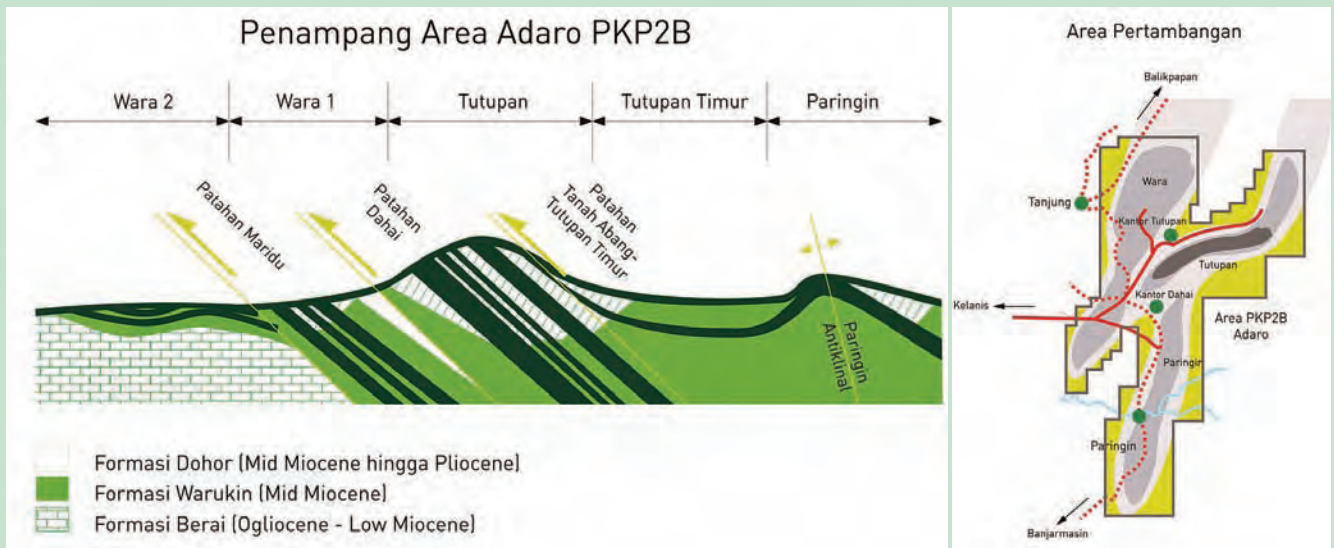 Penampang Area Adaro PKP2B
Wara 2
Wara 1
Tutupan
Tutupan Timur
Paringin
Patahan Maridu
Patahan
Dahai
Patahan
Tanah Abang-
Tutupan Timur
Paringin
Antiklinal
Formasi Dohor (Mid Miocene hingga Pliocene)
Formasi Warukin (Mid Miocene)
Formasi Berai (Ogliocene - Low Miocene)
Area Pertambangan
Balikpapan
Wara
Tanjung
Kantor Tutupan
Tutupan
Kelanis
Kantor Dahai
Area PKP2B
Adaro
Paringin
Paringin
Banjarmasin